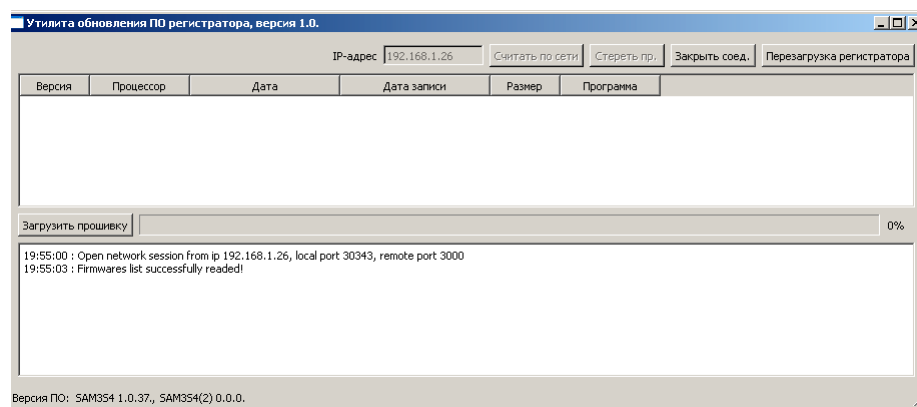 Утилита обновления ПО регистратора, версия 1.0.
IP-адрес 192.168.1.26 Считать по сети Стереть пр. Закрыть соед. Перезагрузка регистратора
Версия Процессор Дата Дата записи Размер Программа
Загрузить прошивку 0%
19:55:00 : Open network session from ip 192.168.1.26, local port 30343, remote port 3000
19:55:03 : Firmwares list successfully readed!
Версия ПО: SAM3S4 1.0.37., SAM3S4(2) 0.0.0.